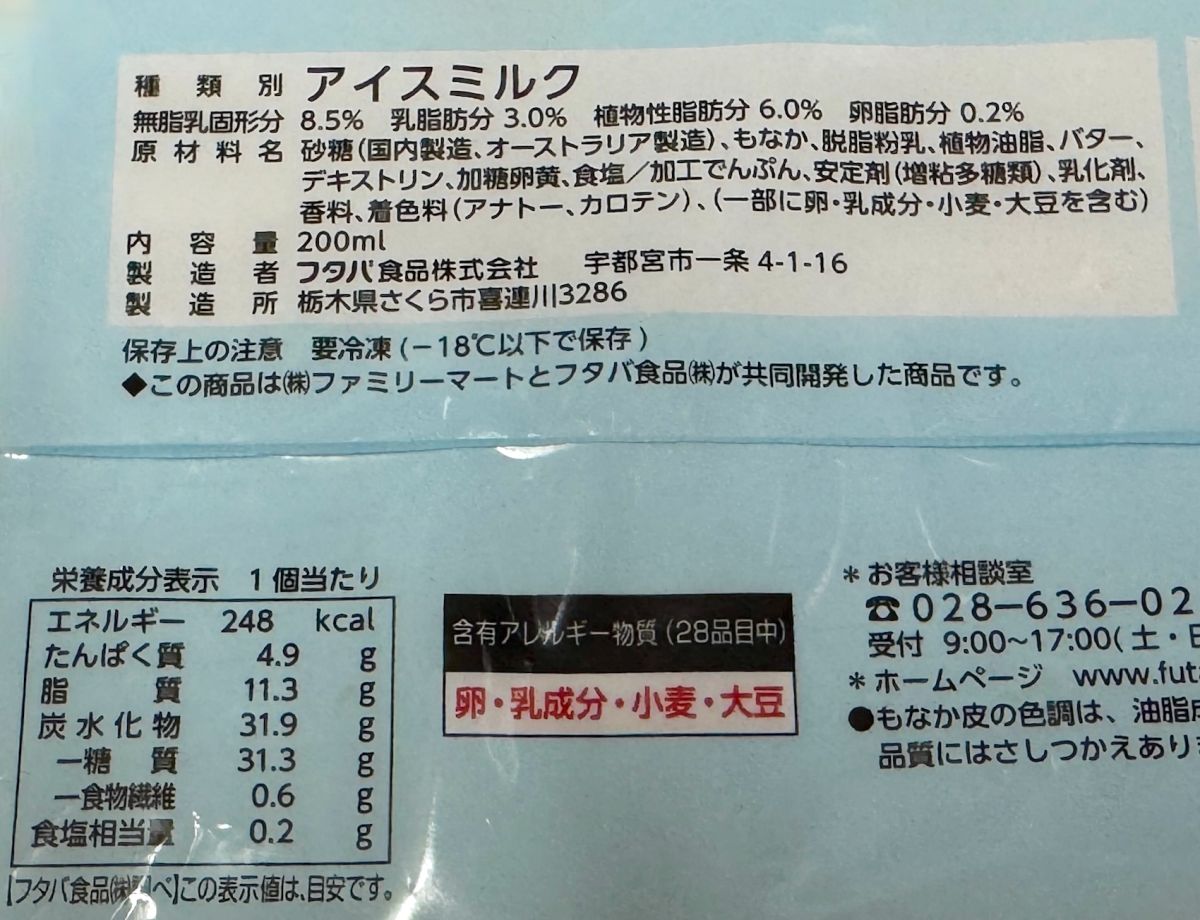 種類別 アイスミルク
無脂乳固形分 8.5% 乳脂肪分 3.0% 植物性脂肪分 6.0% 卵脂肪分 0.2%
原材料名 砂糖(国内製造、オーストラリア製造)、もなか、脱脂粉乳、植物油脂、バター、
デキストリン、加糖卵黄、食塩/加工でんぷん、安定剤(増粘多糖類)、乳化剤、
香料、着色料(アナトー、カロテン)、(一部に卵・乳成分・小麦・大豆を含む)
内容量 200ml
製造者 フタバ食品株式会社 宇都宮市一条4-1-16
製造所 栃木県さくら市喜連川3286
保存上の注意 要冷凍(-18℃以下で保存)
◆この商品は㈱ファミリーマートとフタバ食品㈱が共同開発した商品です。
栄養成分表示 1個当たり
エネルギー 248 kcal
たんぱく質 4.9 g
脂質 11.3 g
炭水化物 31.9 g
-糖質 31.3 g
-食物繊維 0.6 g
食塩相当量 0.2 g
【フタバ食品㈱調べ】この表示値は、目安です。
含有アレルギー物質(28品目中)
卵・乳成分・小麦・大豆
*お客様相談室
☎028-636-02
受付 9:00~17:00(土・日
*ホームページ www.futa
●もなか皮の色調は、油脂成
品質にはさしつかえありま